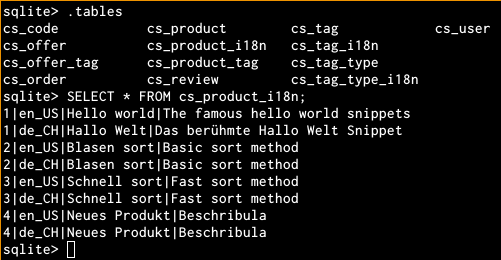 sqlite> .tables
cs_code cs_product cs_tag cs_user
cs_offer cs_product_i18n cs_tag_i18n
cs_offer_tag cs_product_tag cs_tag_type
cs_order cs_review cs_tag_type_i18n
sqlite> SELECT * FROM cs_product_i18n;
1|en_US|Hello world|The famous hello world snippets
1|de_CH|Hallo Welt|Das berühmte Hallo Welt Snippet
2|en_US|Blasen sort|Basic sort method
2|de_CH|Blasen sort|Basic sort method
3|en_US|Schnell sort|Fast sort method
3|de_CH|Schnell sort|Fast sort method
4|en_US|Neues Produkt|Beschribula
4|de_CH|Neues Produkt|Beschribula
sqlite>